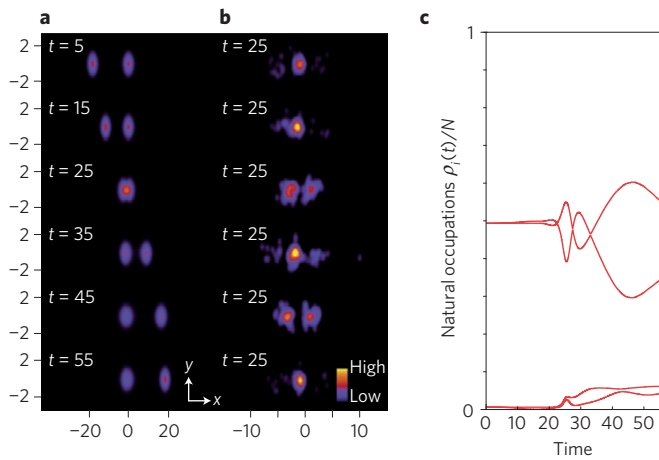 a
b
c
2
−2
t = 5
t = 25
2
−2
t = 15
t = 25
2
−2
t = 25
t = 25
2
−2
t = 35
t = 25
2
−2
t = 45
t = 25
2
−2
t = 55
t = 25
y
x
High
Low
−20 0 20
−10 0 10
1
0
Natural occupations ρi(t)/N
0 10 20 30 40 50
Time